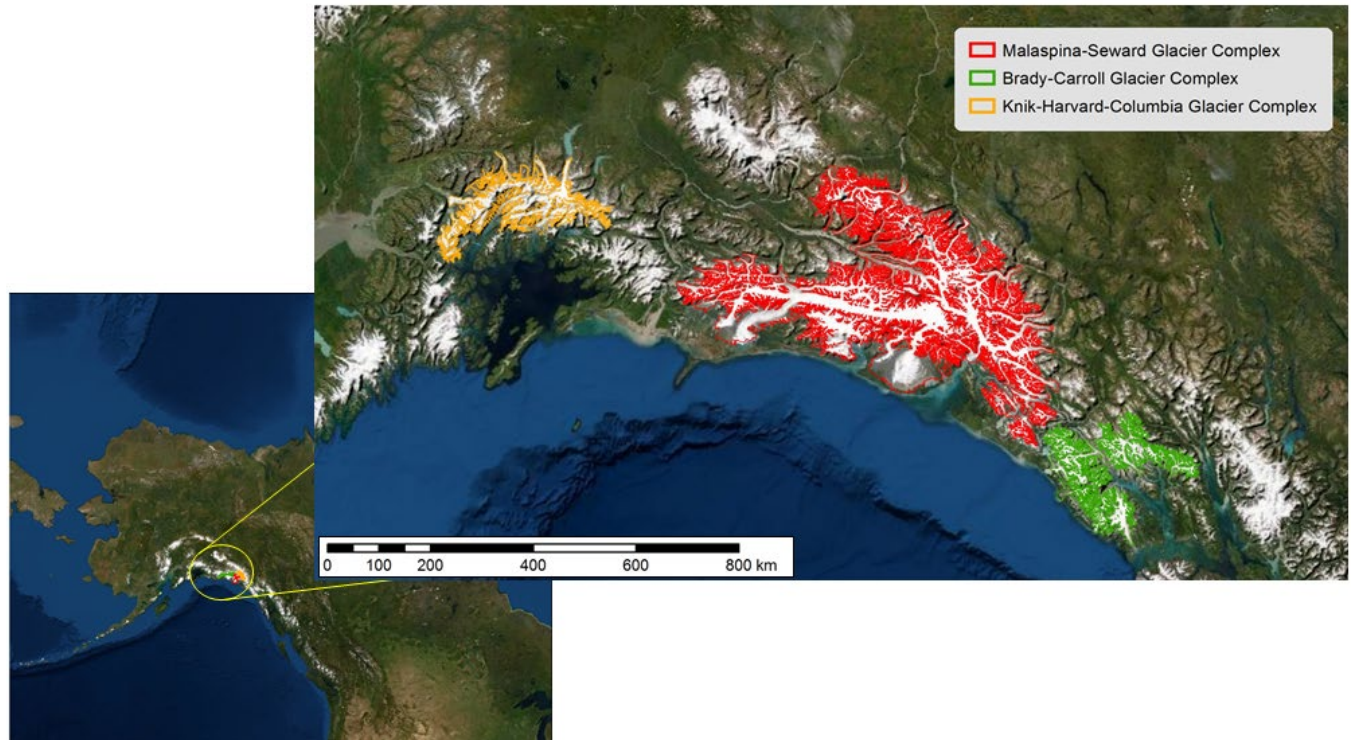 Malaspina-Seward Glacier Complex
Brady-Carroll Glacier Complex
Knik-Harvard-Columbia Glacier Complex
0 100 200 400 600 800 km